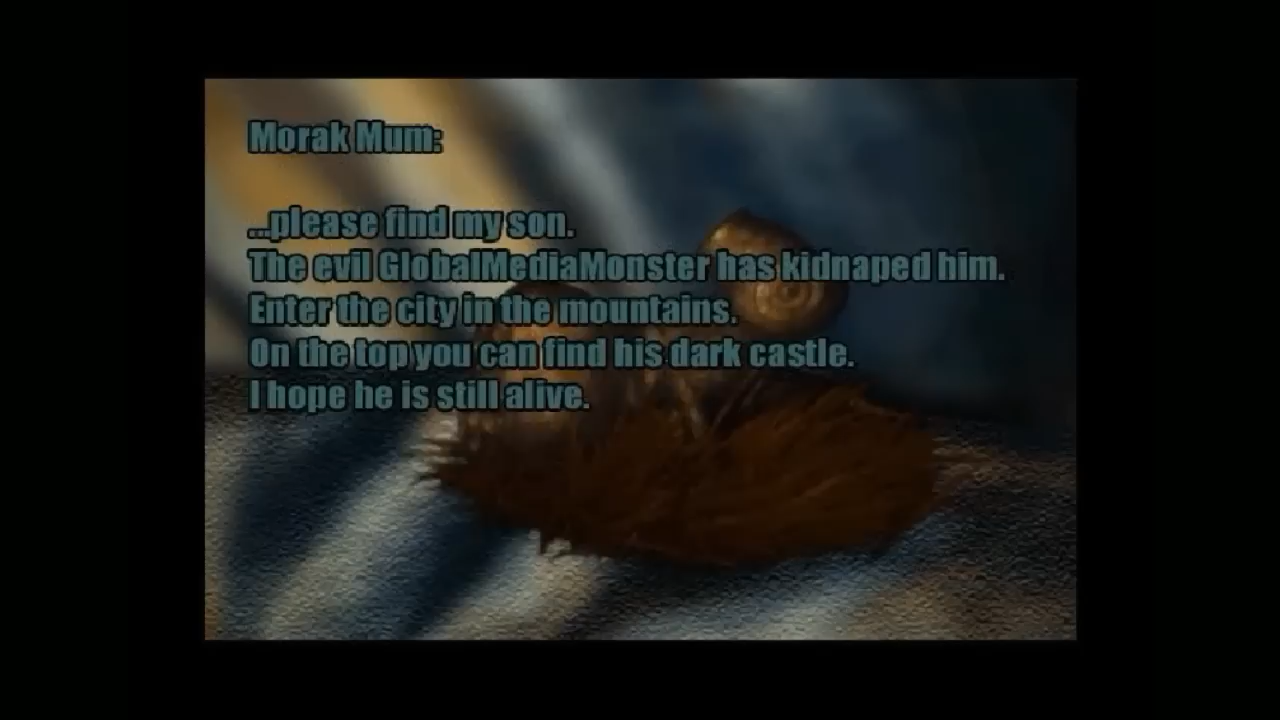 Morak Mum:
...please find my son.
The evil GlobalMediaMonster has kidnaped him.
Enter the city in the mountains.
On the top you can find his dark castle.
I hope he is still alive.